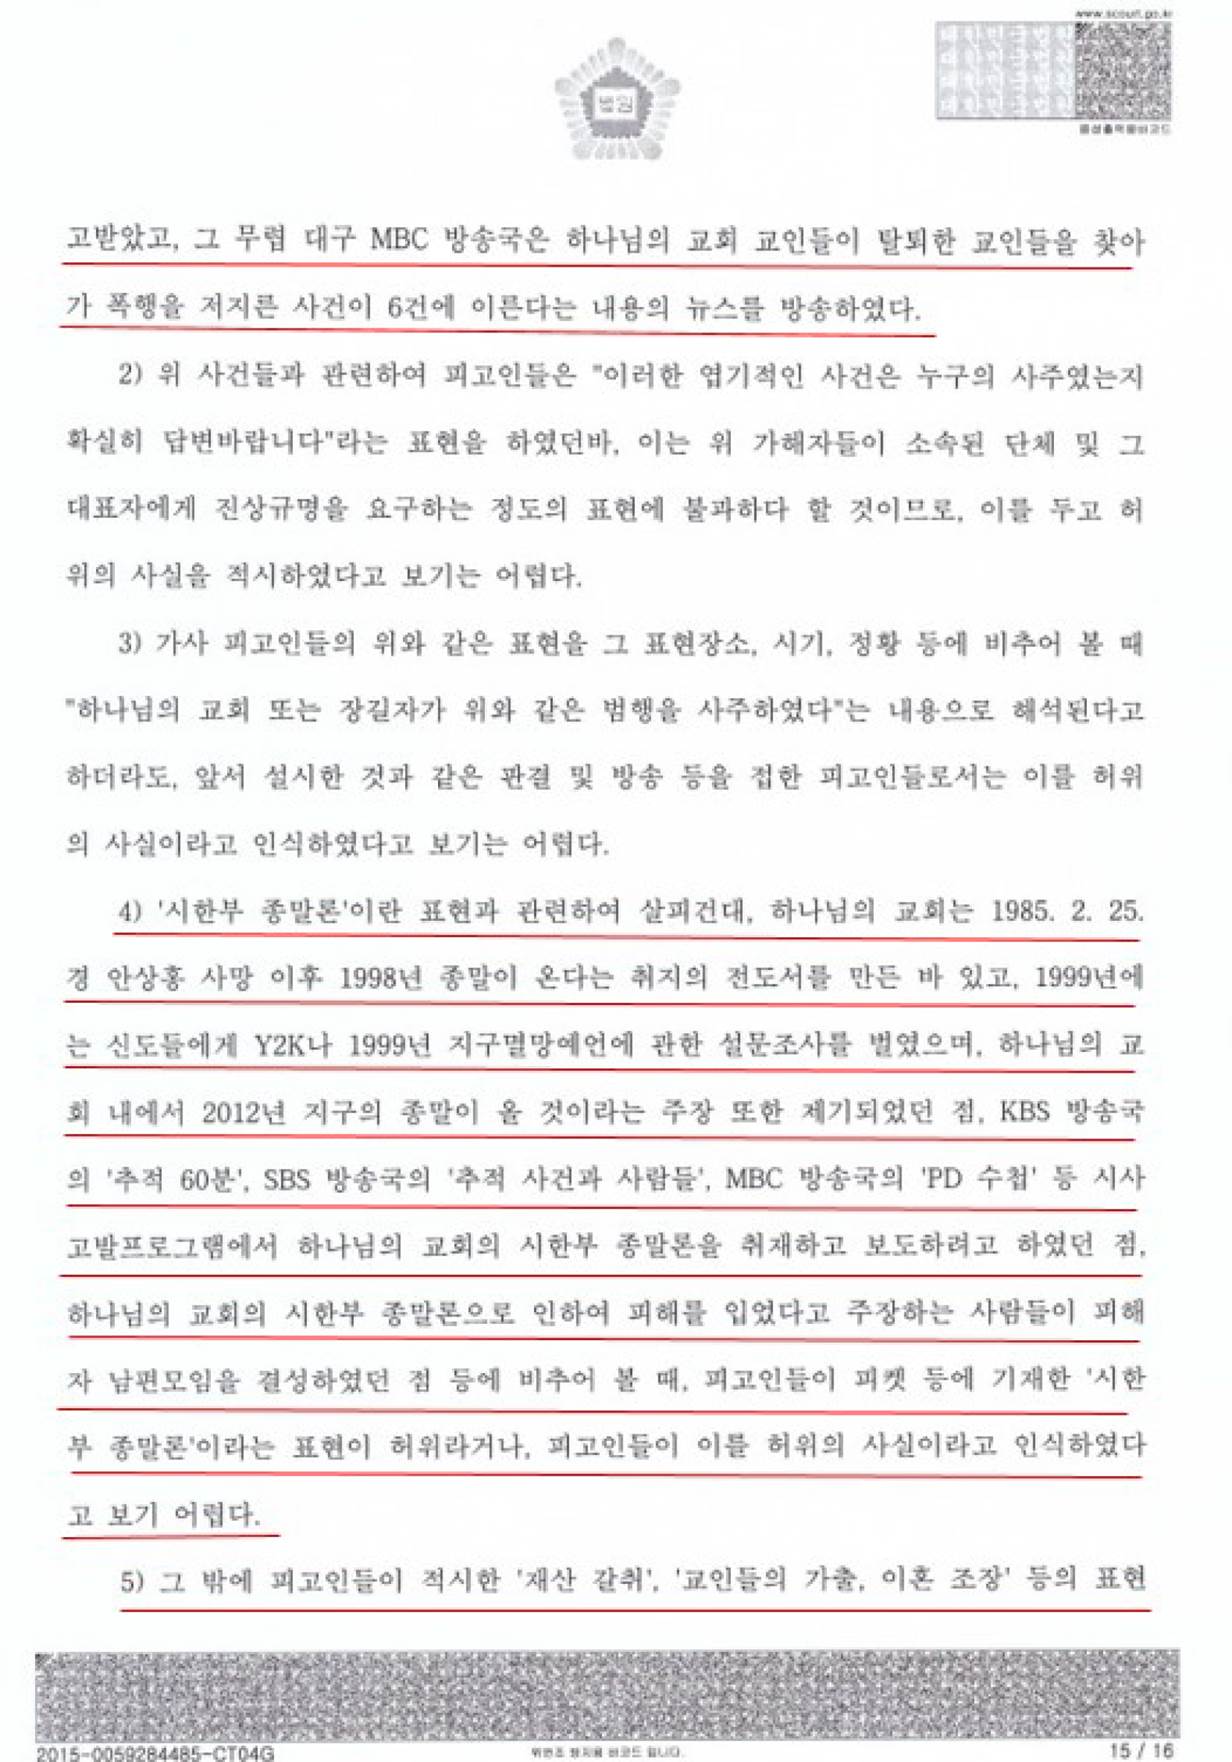 www.scourt.go.kr
법원
음성출력용바코드
고받았고, 그 무렵 대구 MBC 방송국은 하나님의 교회 교인들이 탈퇴한 교인들을 찾아
가 폭행을 저지른 사건이 6건에 이른다는 내용의 뉴스를 방송하였다.
2) 위 사건들과 관련하여 피고인들은 "이러한 엽기적인 사건은 누구의 사주였는지
확실히 답변바랍니다"라는 표현을 하였던바, 이는 위 가해자들이 소속된 단체 및 그
대표자에게 진상규명을 요구하는 정도의 표현에 불과하다 할 것이므로, 이를 두고 허
위의 사실을 적시하였다고 보기는 어렵다.
3) 가사 피고인들의 위와 같은 표현을 그 표현장소, 시기, 정황 등에 비추어 볼 때
"하나님의 교회 또는 장길자가 위와 같은 범행을 사주하였다"는 내용으로 해석된다고
하더라도, 앞서 설시한 것과 같은 판결 및 방송 등을 접한 피고인들로서는 이를 허위
의 사실이라고 인식하였다고 보기는 어렵다.
4) '시한부 종말론'이란 표현과 관련하여 살피건대, 하나님의 교회는 1985. 2. 25.
경 안상홍 사망 이후 1998년 종말이 온다는 취지의 전도서를 만든 바 있고, 1999년에
는 신도들에게 Y2K나 1999년 지구멸망예언에 관한 설문조사를 벌였으며, 하나님의 교
회 내에서 2012년 지구의 종말이 올 것이라는 주장 또한 제기되었던 점, KBS 방송국
의 '추적 60분', SBS 방송국의 '추적 사건과 사람들', MBC 방송국의 'PD 수첩' 등 시사
고발프로그램에서 하나님의 교회의 시한부 종말론을 취재하고 보도하려고 하였던 점,
하나님의 교회의 시한부 종말론으로 인하여 피해를 입었다고 주장하는 사람들이 피해
자 남편모임을 결성하였던 점 등에 비추어 볼 때, 피고인들이 피켓 등에 기재한 '시한
부 종말론'이라는 표현이 허위라거나, 피고인들이 이를 허위의 사실이라고 인식하였다
고 보기 어렵다.
5) 그 밖에 피고인들이 적시한 '재산 갈취', '교인들의 가출, 이혼 조장' 등의 표현
2015-0059284485-CT04G
위변조 방지용 바코드 입니다.
15 / 16